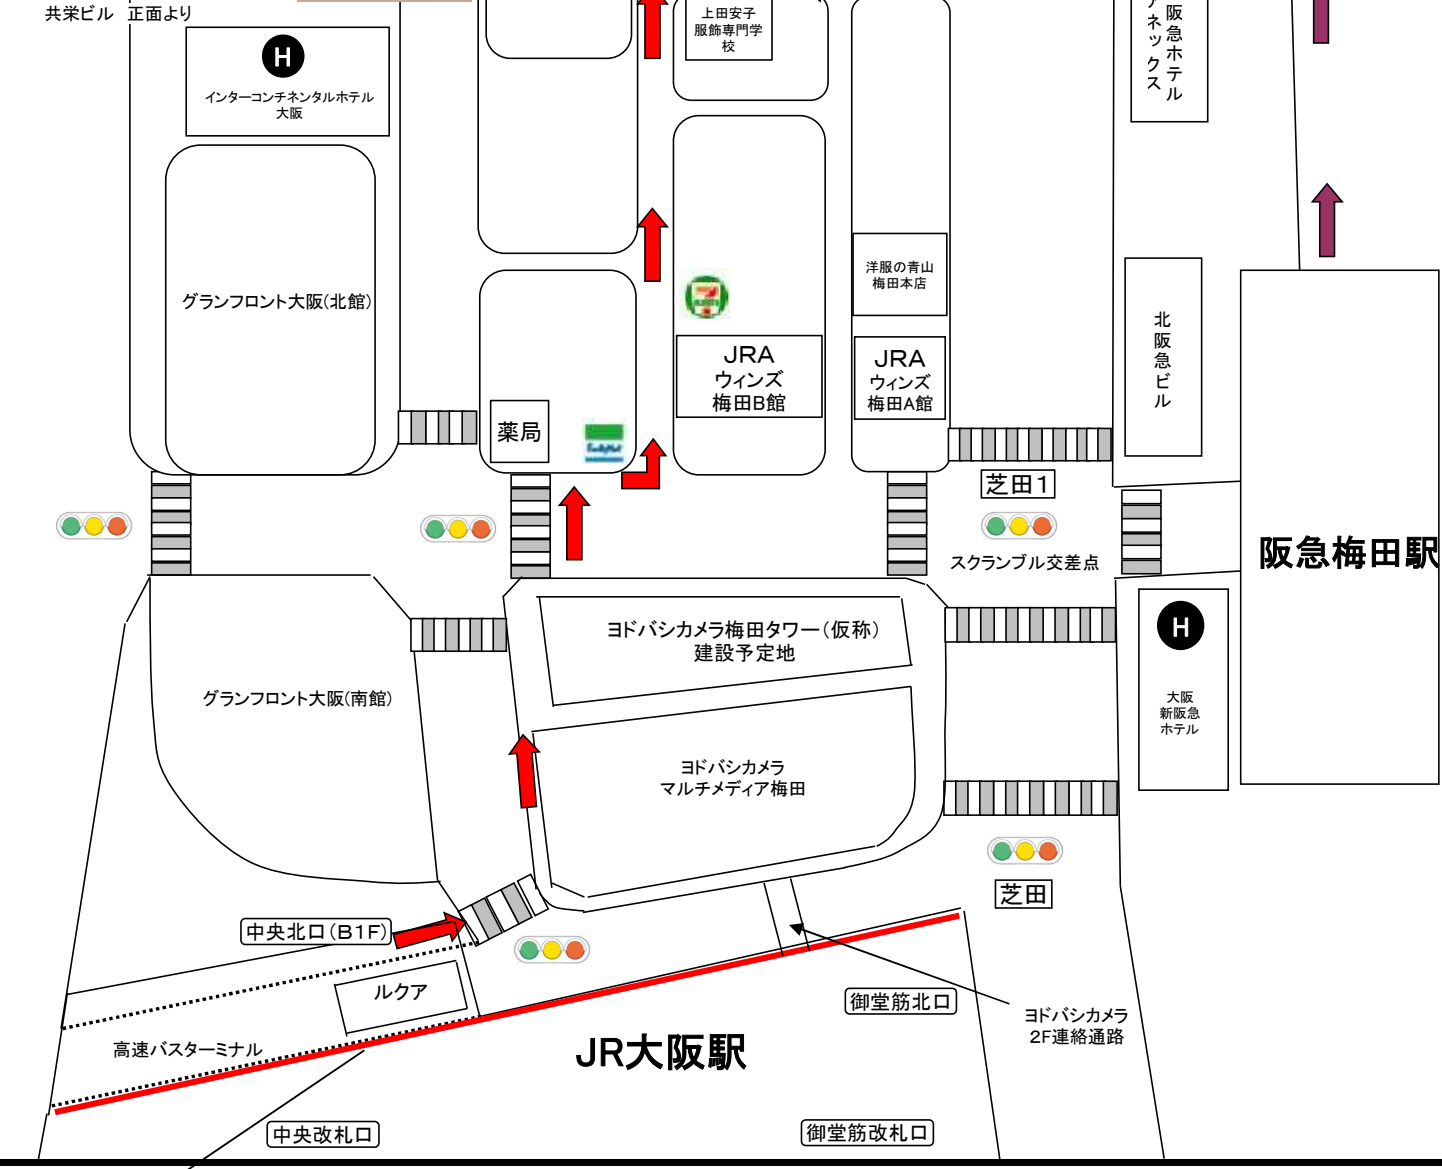 共栄ビル 正面より
H
インターコンチネンタルホテル
大阪
上田安子
服飾専門学
校
阪急ホテル
アネックス
グランフロント大阪(北館)
洋服の青山
梅田本店
JRA
ウィンズ
梅田B館
JRA
ウィンズ
梅田A館
北阪急ビル
薬局
FamilyMart
芝田1
スクランブル交差点
阪急梅田駅
ヨドバシカメラ梅田タワー(仮称)
建設予定地
H
大阪
新阪急
ホテル
グランフロント大阪(南館)
ヨドバシカメラ
マルチメディア梅田
芝田
中央北口(B1F)
ルクア
御堂筋北口
ヨドバシカメラ
2F連絡通路
高速バスターミナル
JR大阪駅
中央改札口
御堂筋改札口